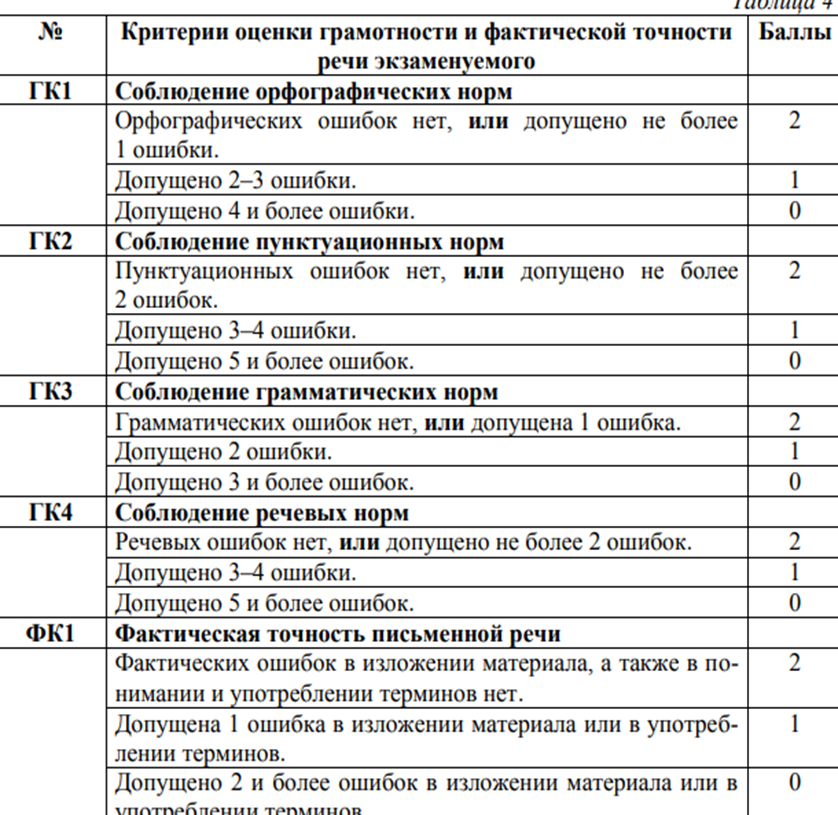 Таблица 4
№ Критерии оценки грамотности и фактической точности Баллы
речи экзаменуемого
ГК1 Соблюдение орфографических норм
Орфографических ошибок нет, или допущено не более 2
1 ошибки.
Допущено 2–3 ошибки. 1
Допущено 4 и более ошибки. 0
ГК2 Соблюдение пунктуационных норм
Пунктуационных ошибок нет, или допущено не более 2
2 ошибок.
Допущено 3–4 ошибки. 1
Допущено 5 и более ошибок. 0
ГК3 Соблюдение грамматических норм
Грамматических ошибок нет, или допущена 1 ошибка. 2
Допущено 2 ошибки. 1
Допущено 3 и более ошибок. 0
ГК4 Соблюдение речевых норм
Речевых ошибок нет, или допущено не более 2 ошибок. 2
Допущено 3–4 ошибки. 1
Допущено 5 и более ошибок. 0
ФК1 Фактическая точность письменной речи
Фактических ошибок в изложении материала, а также в по- 2
нимании и употреблении терминов нет.
Допущена 1 ошибка в изложении материала или в употреб- 1
лении терминов.
Допущено 2 и более ошибок в изложении материала или в 0
употреблении терминов